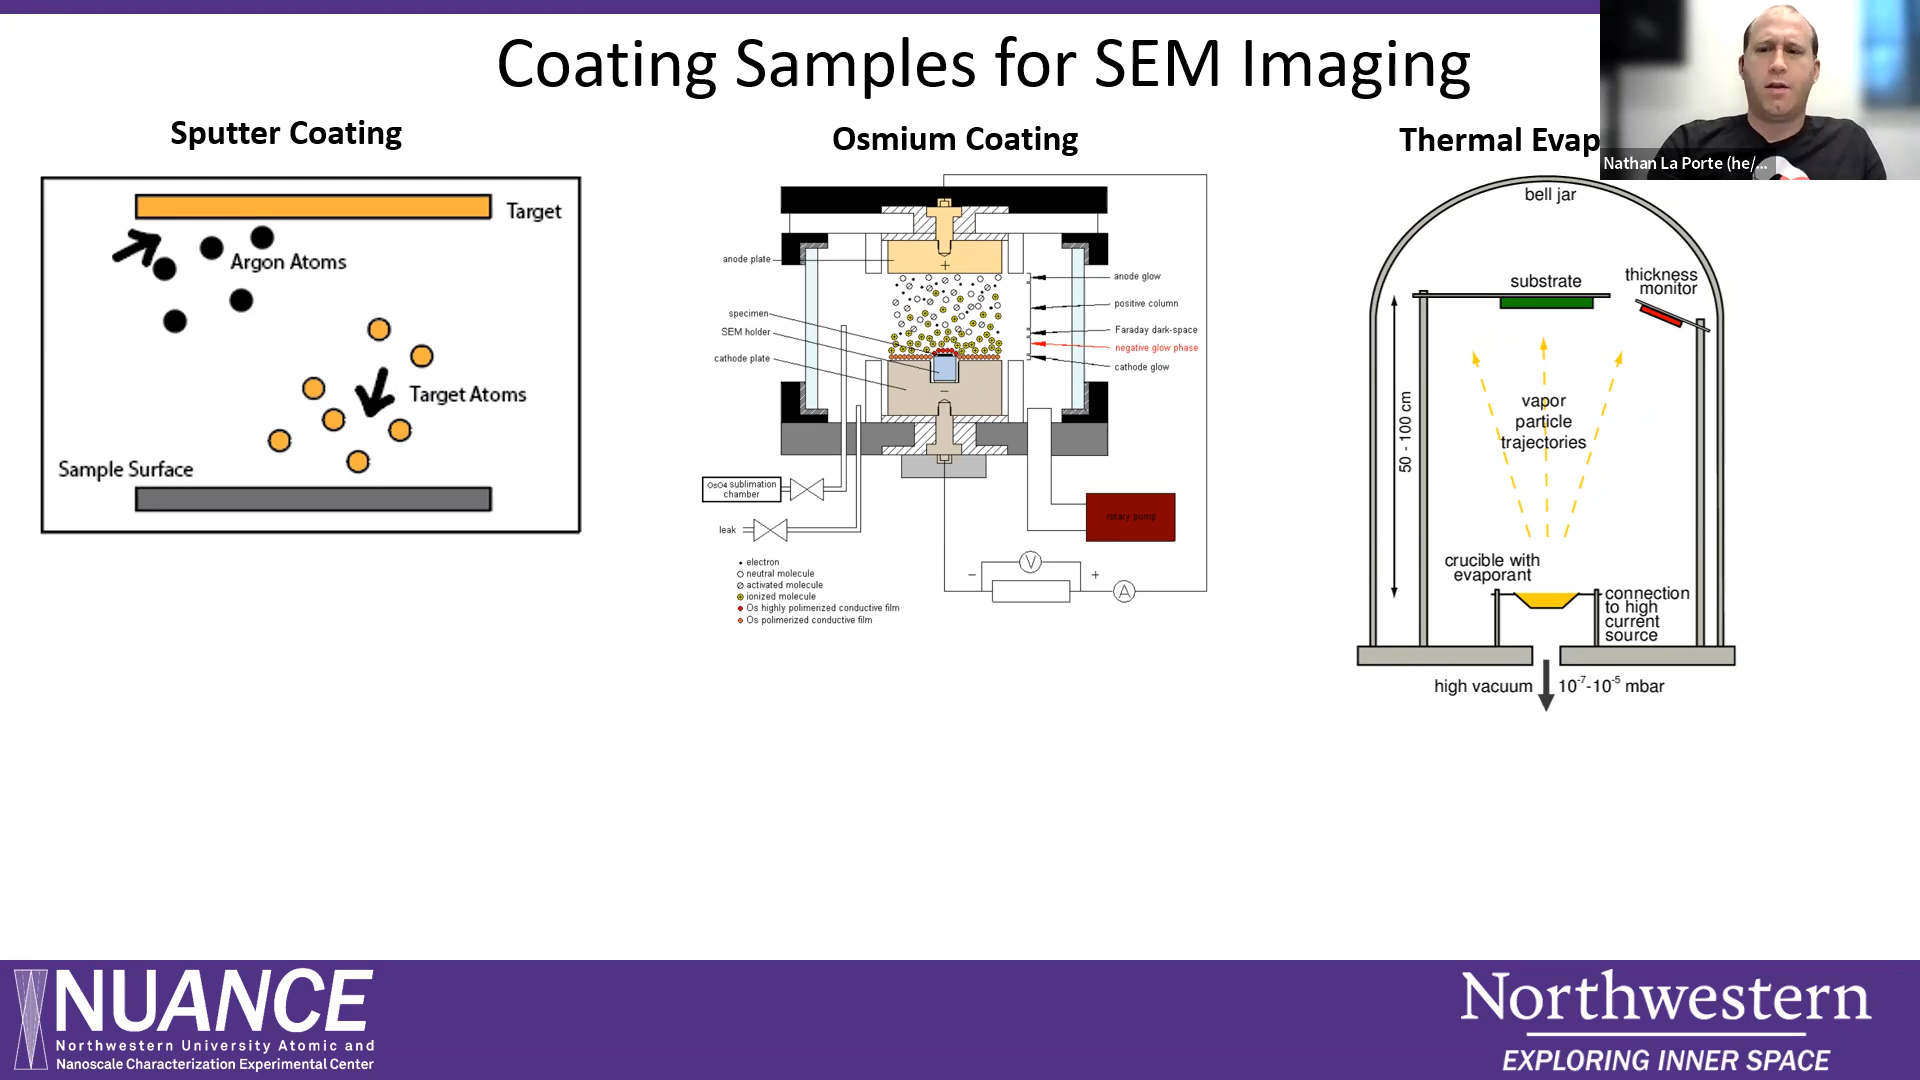 Coating Samples for SEM Imaging
Nathan La Porte (he/...
Sputter Coating
Target
Argon Atoms
Target Atoms
Sample Surface
Osmium Coating
anode plate
+
anode glow
positive column
specimen
Faraday dark-space
SEM holder
negative glow phase
cathode plate
cathode glow
−
OsO4 sublimation
chamber
rotary pump
leak
V
−
+
A
electron
neutral molecule
activated molecule
ionized molecule
Os highly polimerized conductive film
Os polimerized conductive film
Thermal Evap
bell jar
substrate
thickness
monitor
50 - 100 cm
vapor
particle
trajectories
crucible with
evaporant
connection
to high
current
source
high vacuum
10-7-10-5 mbar
NUANCE
Northwestern University Atomic and
Nanoscale Characterization Experimental Center
Northwestern
EXPLORING INNER SPACE